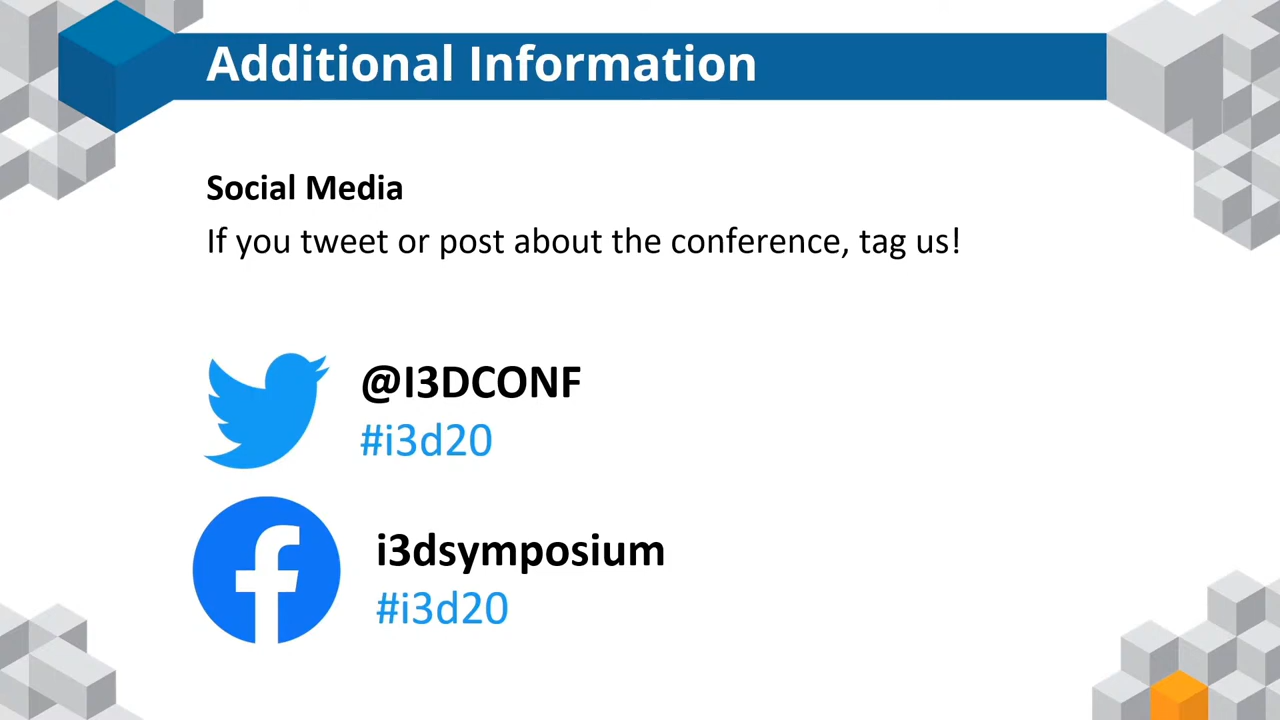 Additional Information
Social Media
If you tweet or post about the conference, tag us!
@I3DCONF
#i3d20
i3dsymposium
#i3d20